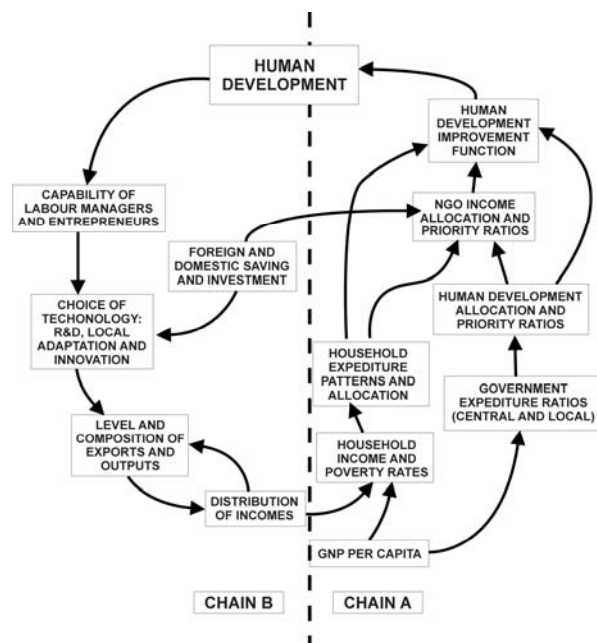 HUMAN
DEVELOPMENT
HUMAN
DEVELOPMENT
IMPROVEMENT
FUNCTION
CAPABILITY OF
LABOUR MANAGERS
AND ENTREPRENEURS
NGO INCOME
ALLOCATION AND
PRIORITY RATIOS
FOREIGN AND
DOMESTIC SAVING
AND INVESTMENT
CHOICE OF
TECHONOLOGY:
R&D, LOCAL
ADAPTATION AND
INNOVATION
HUMAN DEVELOPMENT
ALLOCATION AND
PRIORITY RATIOS
HOUSEHOLD
EXPEDITURE
PATTERNS AND
ALLOCATION
GOVERNMENT
EXPEDITURE RATIOS
(CENTRAL AND LOCAL)
LEVEL AND
COMPOSITION OF
EXPORTS AND
OUTPUTS
HOUSEHOLD
INCOME AND
POVERTY RATES
DISTRIBUTION
OF INCOMES
GNP PER CAPITA
CHAIN B
CHAIN A